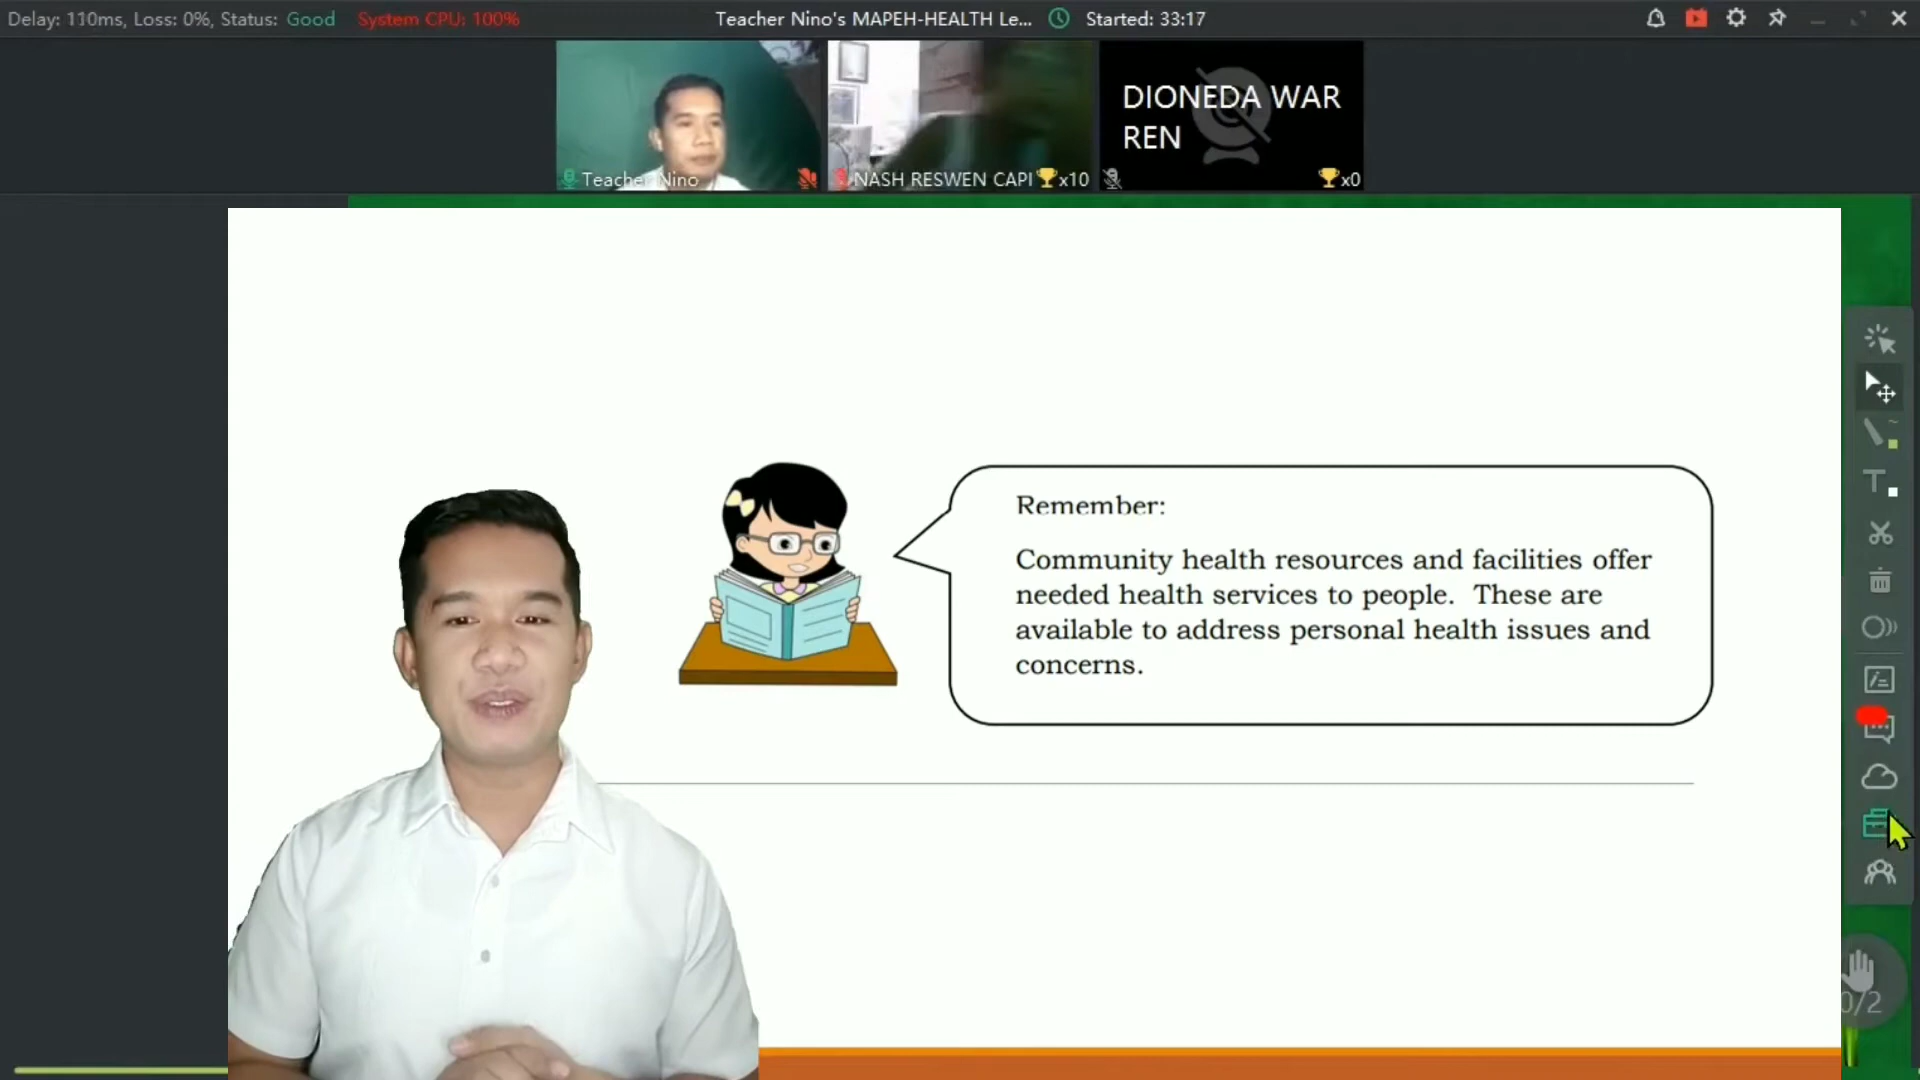 Delay: 110ms, Loss: 0%, Status: Good System CPU: 100% Teacher Nino's MAPEH-HEALTH Le... Started: 33:17
DIONEDA WAR
REN
Teacher Nino NASH RESWEN CAPI x10 x0
Remember:
Community health resources and facilities offer
needed health services to people. These are
available to address personal health issues and
concerns.
0/2